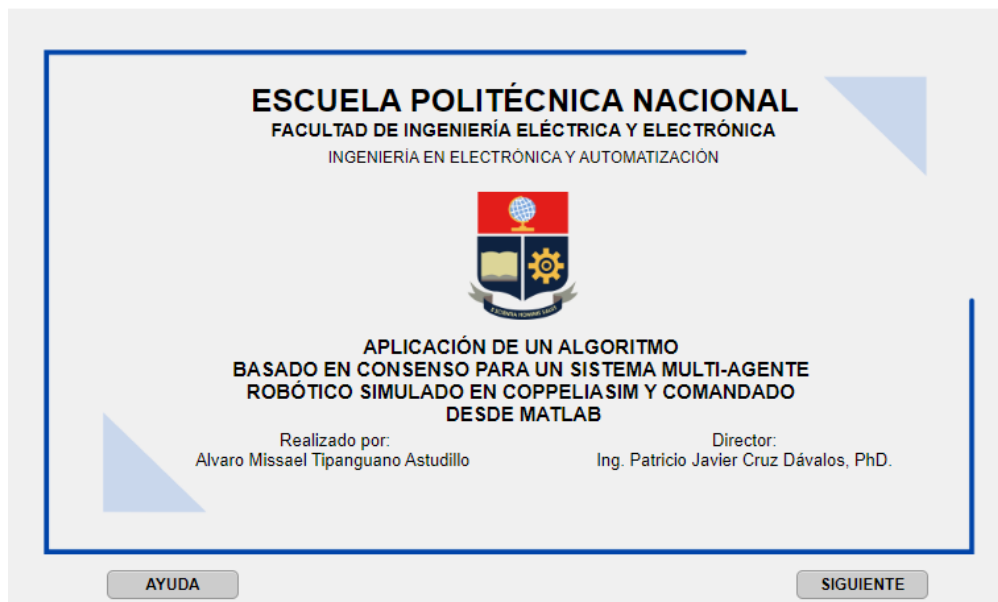 ESCUELA POLITÉCNICA NACIONAL
FACULTAD DE INGENIERÍA ELÉCTRICA Y ELECTRÓNICA
INGENIERÍA EN ELECTRÓNICA Y AUTOMATIZACIÓN
APLICACIÓN DE UN ALGORITMO
BASADO EN CONSENSO PARA UN SISTEMA MULTI-AGENTE
ROBÓTICO SIMULADO EN COPPELIASIM Y COMANDADO
DESDE MATLAB
Realizado por:
Alvaro Missael Tipanguano Astudillo
Director:
Ing. Patricio Javier Cruz Dávalos, PhD.
AYUDA
SIGUIENTE